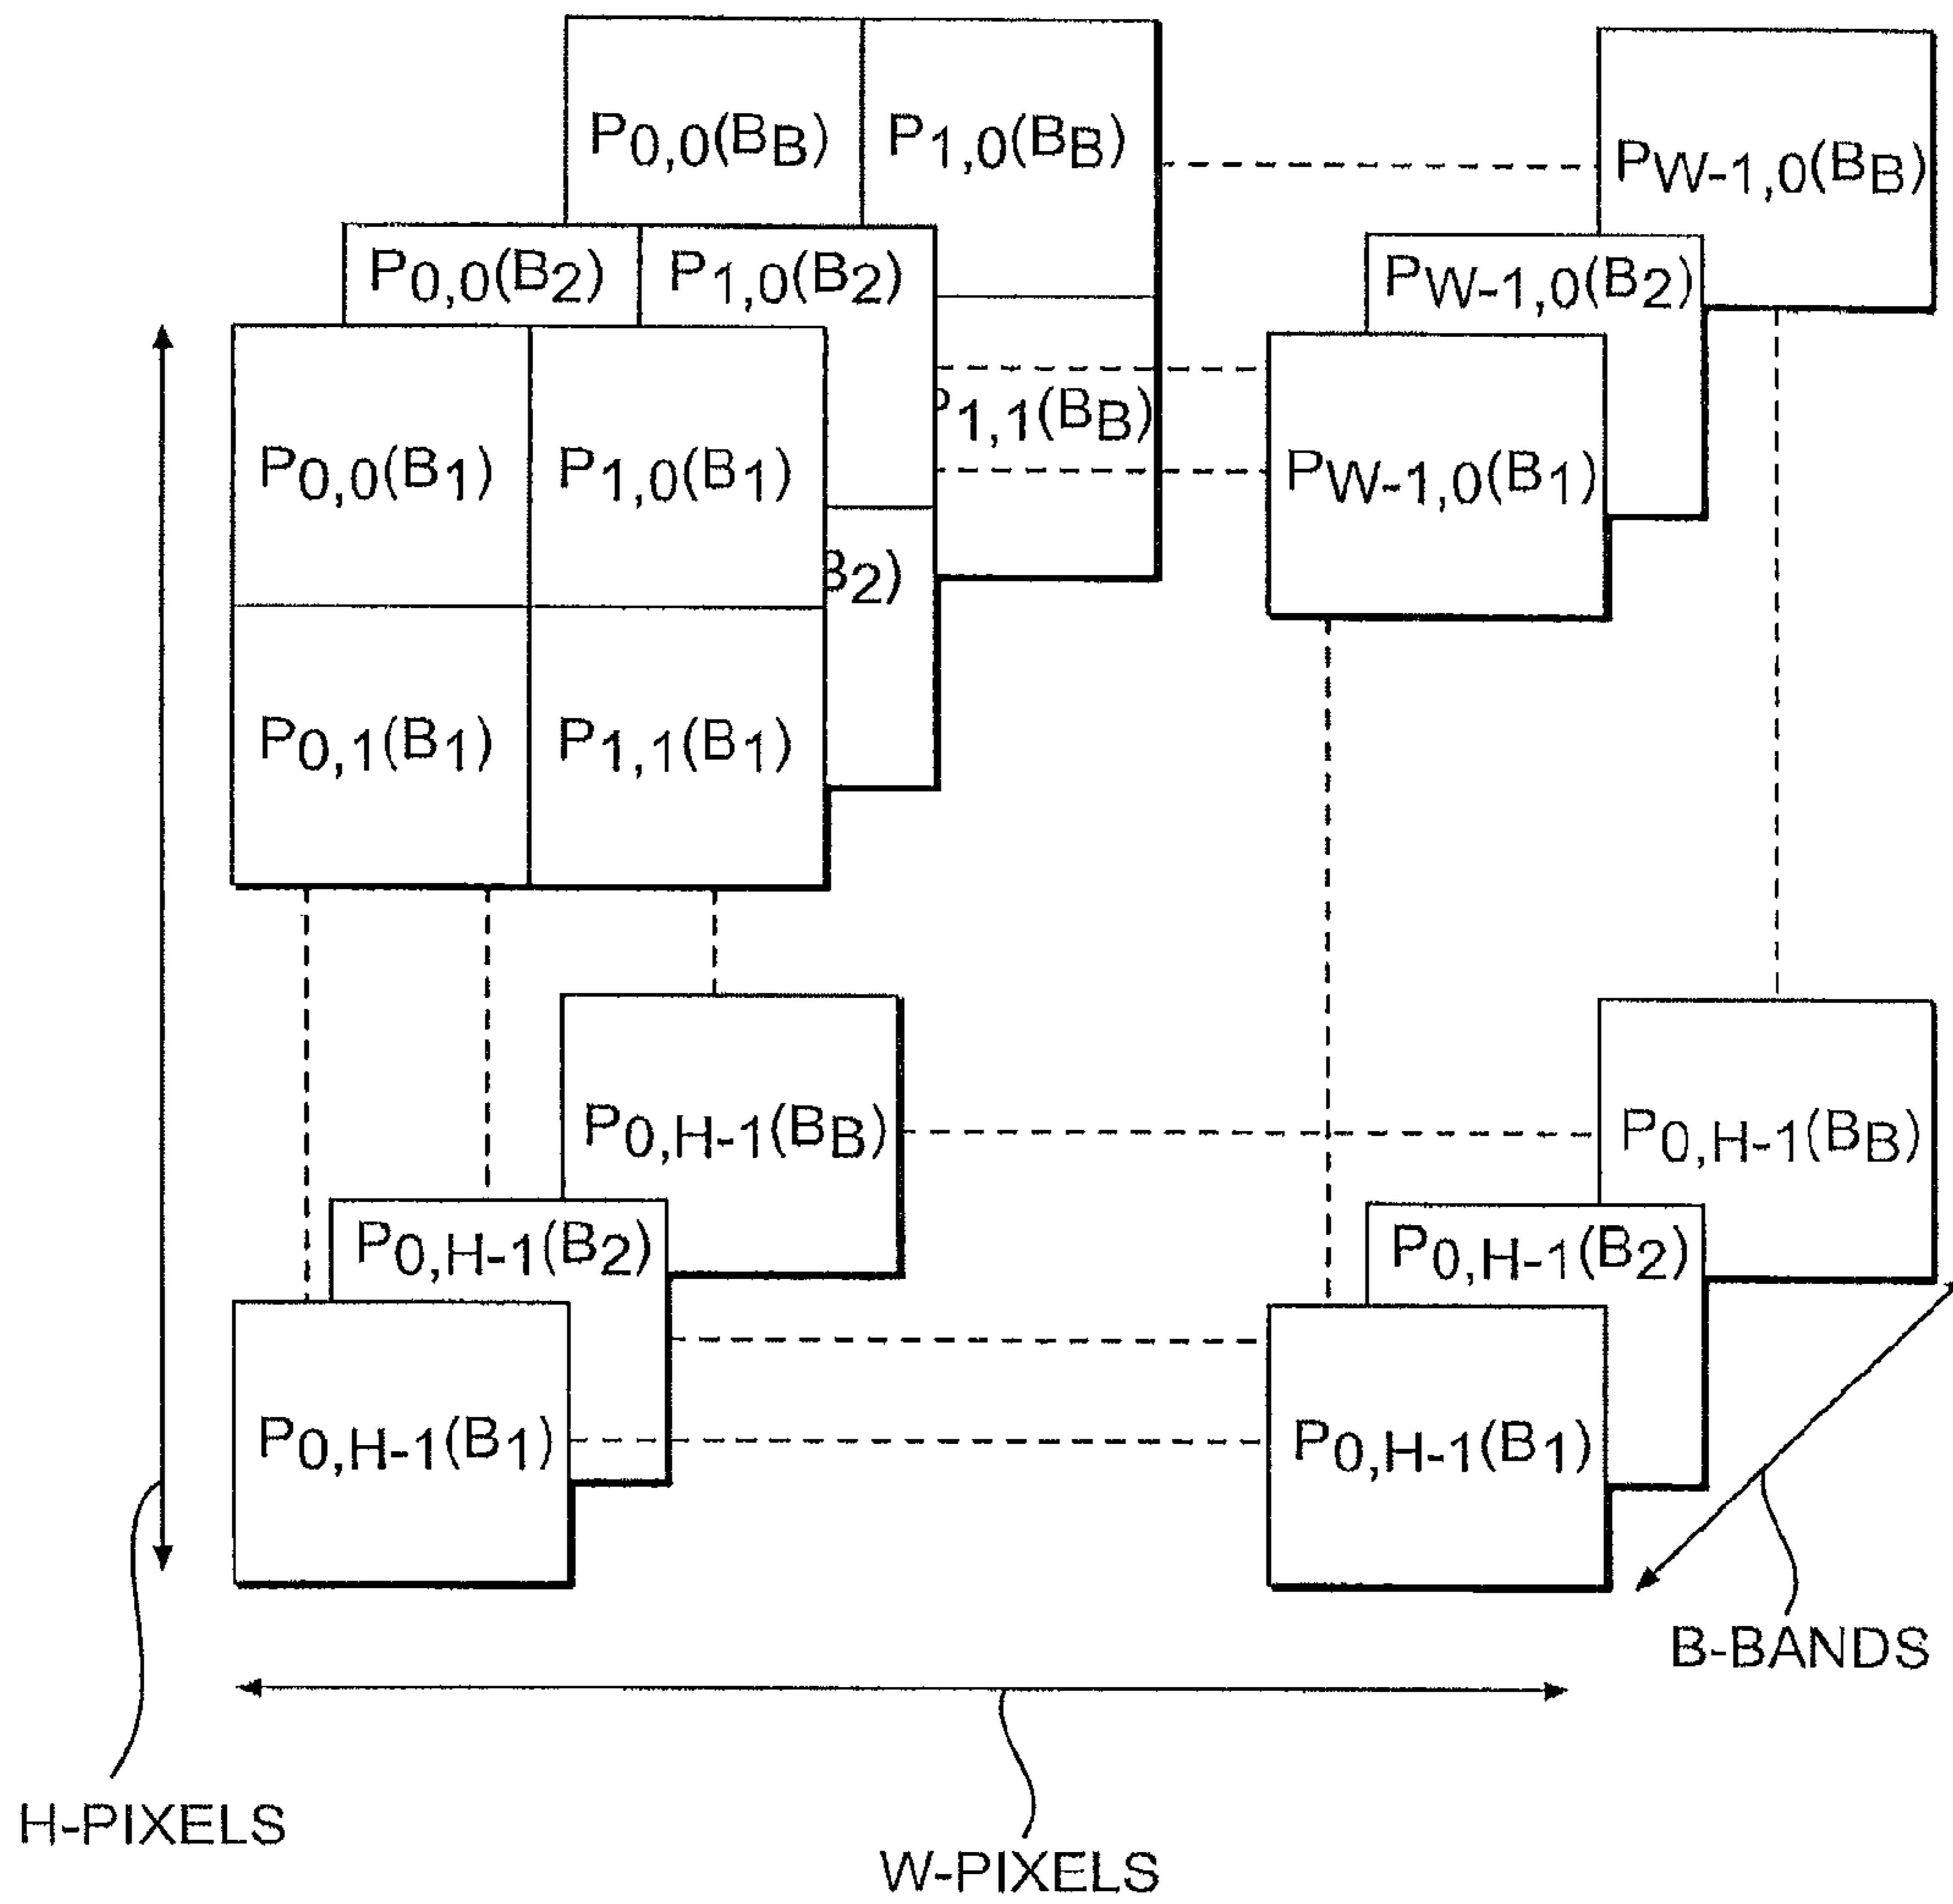 P0,0(BB) P1,0(BB) PW-1,0(BB)
P0,0(B2) P1,0(B2) PW-1,0(B2)
P1,1(BB)
P0,0(B1) P1,0(B1) PW-1,0(B1)
B2)
P0,1(B1) P1,1(B1)
P0,H-1(BB) P0,H-1(BB)
P0,H-1(B2) P0,H-1(B2)
P0,H-1(B1) P0,H-1(B1)
B-BANDS
H-PIXELS
W-PIXELS